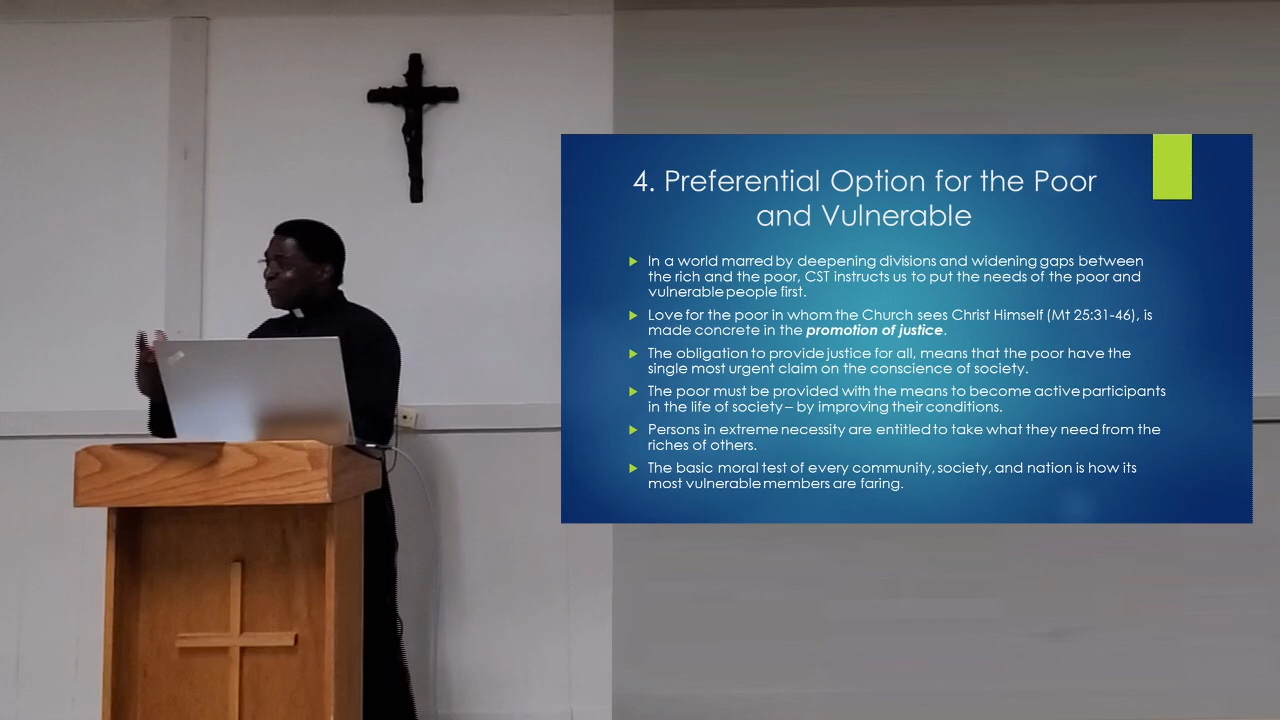 4. Preferential Option for the Poor
and Vulnerable
In a world marred by deepening divisions and widening gaps between
the rich and the poor, CST instructs us to put the needs of the poor and
vulnerable people first.
Love for the poor in whom the Church sees Christ Himself (Mt 25:31-46), is
made concrete in the promotion of justice.
The obligation to provide justice for all, means that the poor have the
single most urgent claim on the conscience of society.
The poor must be provided with the means to become active participants
in the life of society – by improving their conditions.
Persons in extreme necessity are entitled to take what they need from the
riches of others.
The basic moral test of every community, society, and nation is how its
most vulnerable members are faring.